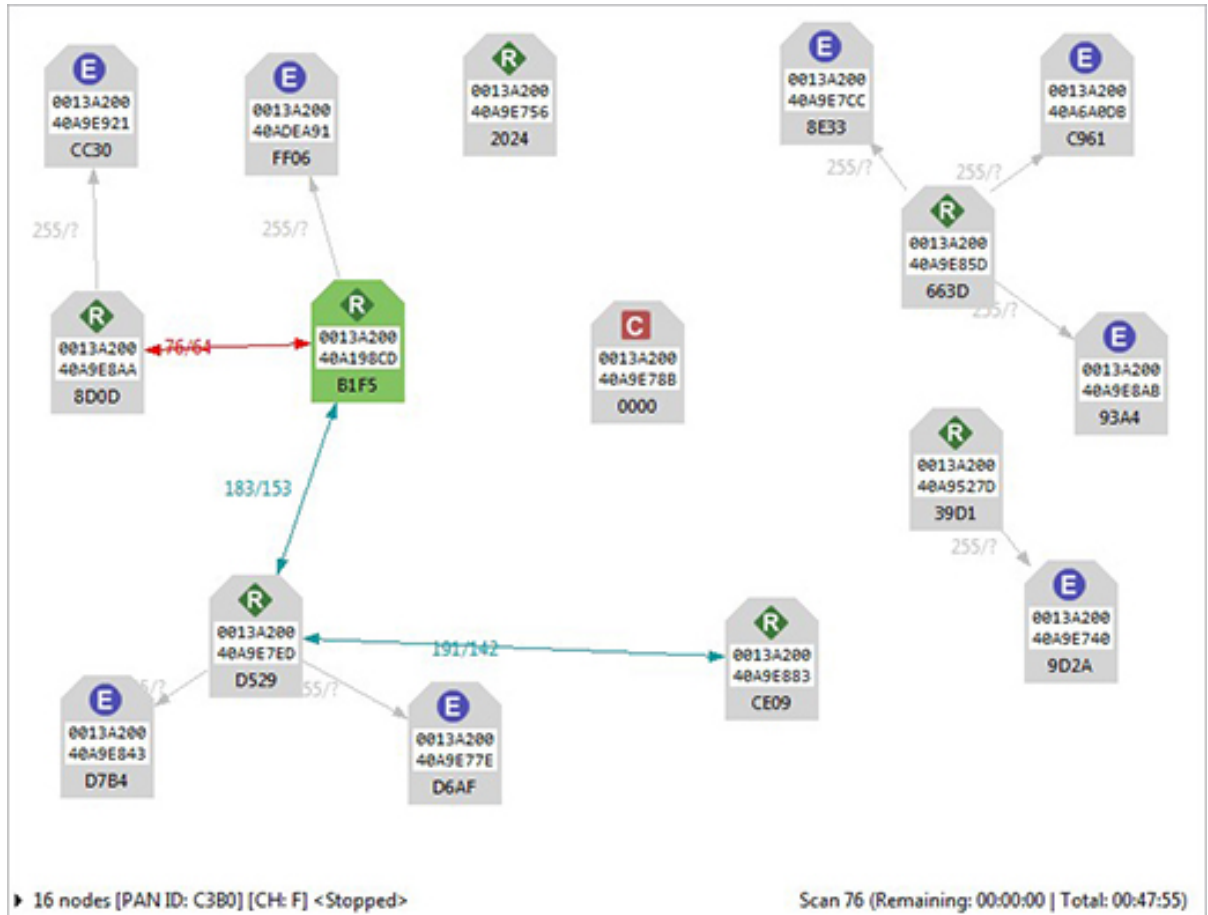 E
0013A200
40A9E921
CC30
E
0013A200
40ADEA91
FF06
R
0013A200
40A9E756
2024
E
0013A200
40A9E7CC
8E33
E
0013A200
40A6A0DB
C961
255/?
255/?
255/?
255/?
R
0013A200
40A9E85D
663D
255/?
R
0013A200
40A9E8AA
8D0D
76/64
R
0013A200
40A198CD
B1F5
C
0013A200
40A9E78B
0000
E
0013A200
40A9E8AB
93A4
R
0013A200
40A9527D
39D1
255/?
183/153
E
0013A200
40A9E740
9D2A
R
0013A200
40A9E7ED
D529
191/142
R
0013A200
40A9E883
CE09
E
0013A200
40A9E843
D7B4
E
0013A200
40A9E77E
D6AF
16 nodes [PAN ID: C3B0] [CH: F] <Stopped>
Scan 76 (Remaining: 00:00:00 | Total: 00:47:55)